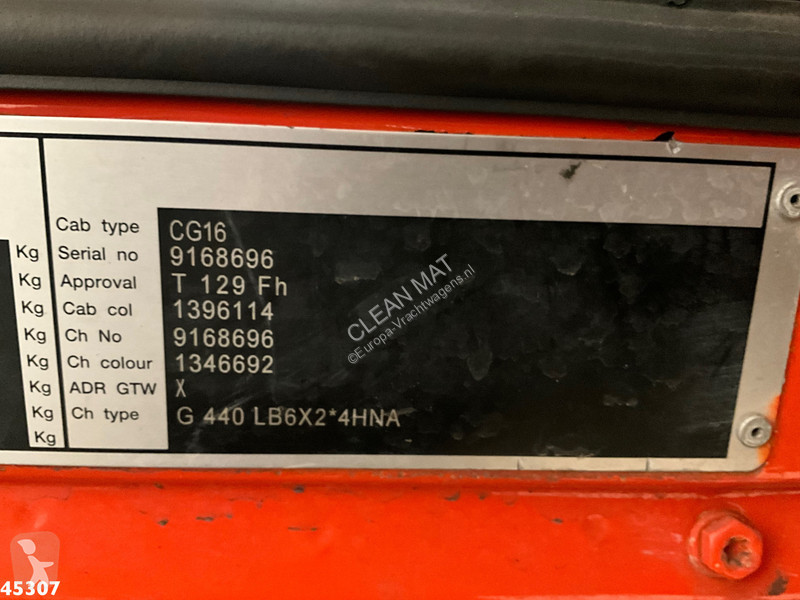 Cab type CG16
Kg Serial no 9168696
Kg Approval T 129 Fh
Kg Cab col 1396114
Kg Ch No 9168696
Kg Ch colour 1346692
Kg ADR GTW X
Kg Ch type G 440 LB6X2*4HNA
Kg
CLEAN MAT
©Europa-Vrachtwagens.nl
45307